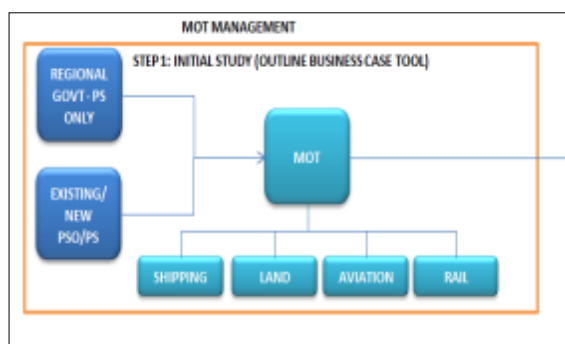 MOT MANAGEMENT
STEP 1: INITIAL STUDY (OUTLINE BUSINESS CASE TOOL)
REGIONAL
GOVT - PS
ONLY
MOT
EXISTING/
NEW
PSO/PS
SHIPPING
LAND
AVIATION
RAIL